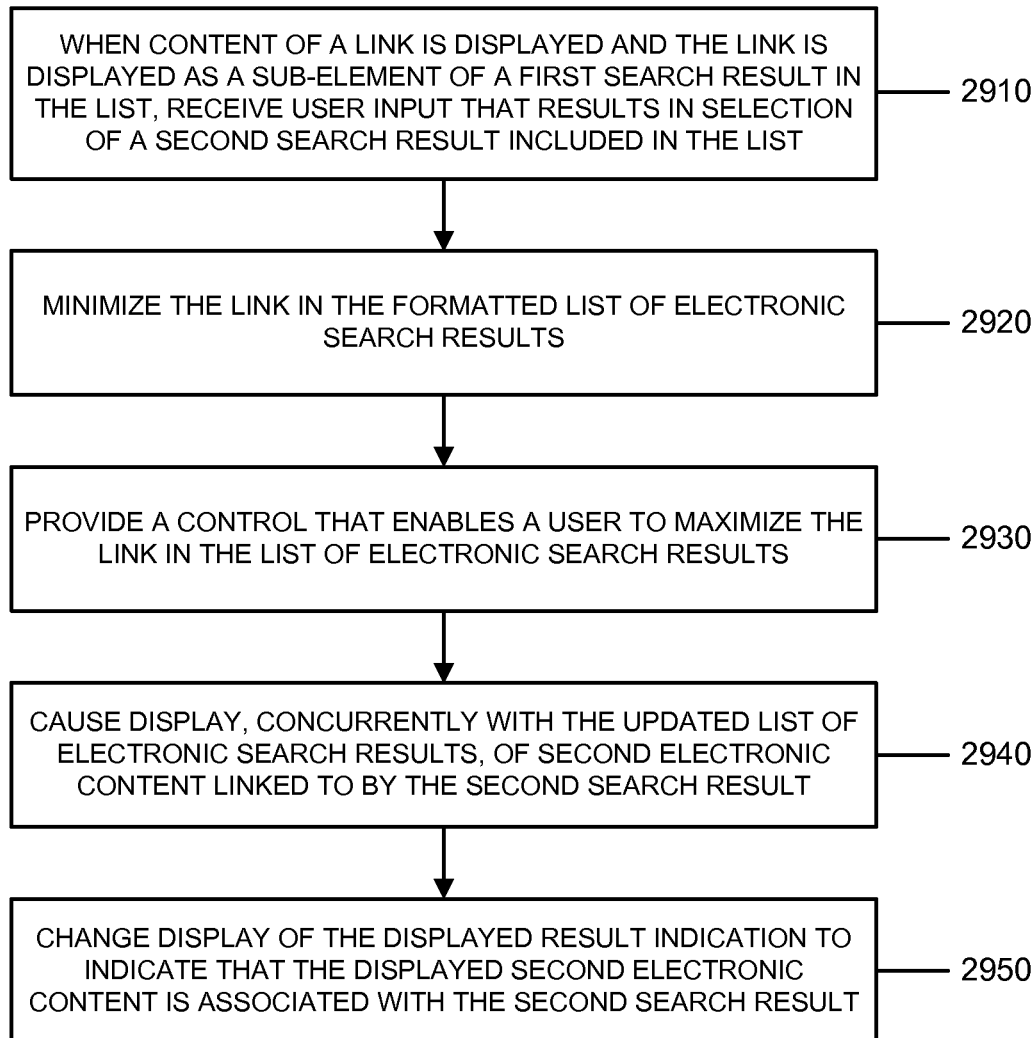 WHEN CONTENT OF A LINK IS DISPLAYED AND THE LINK IS
DISPLAYED AS A SUB-ELEMENT OF A FIRST SEARCH RESULT IN
THE LIST, RECEIVE USER INPUT THAT RESULTS IN SELECTION
OF A SECOND SEARCH RESULT INCLUDED IN THE LIST
2910
MINIMIZE THE LINK IN THE FORMATTED LIST OF ELECTRONIC
SEARCH RESULTS
2920
PROVIDE A CONTROL THAT ENABLES A USER TO MAXIMIZE THE
LINK IN THE LIST OF ELECTRONIC SEARCH RESULTS
2930
CAUSE DISPLAY, CONCURRENTLY WITH THE UPDATED LIST OF
ELECTRONIC SEARCH RESULTS, OF SECOND ELECTRONIC
CONTENT LINKED TO BY THE SECOND SEARCH RESULT
2940
CHANGE DISPLAY OF THE DISPLAYED RESULT INDICATION TO
INDICATE THAT THE DISPLAYED SECOND ELECTRONIC
CONTENT IS ASSOCIATED WITH THE SECOND SEARCH RESULT
2950